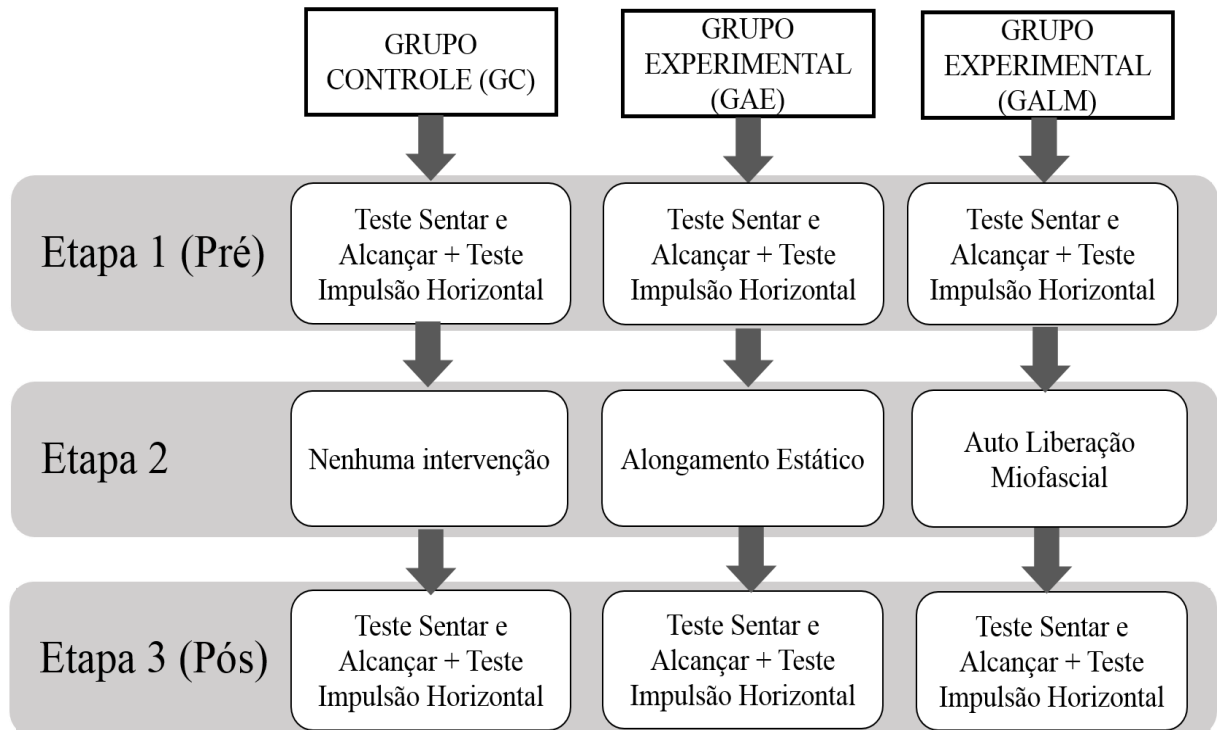 GRUPO
CONTROLE (GC)
GRUPO
EXPERIMENTAL
(GAE)
GRUPO
EXPERIMENTAL
(GALM)
Etapa 1 (Pré)
Teste Sentar e
Alcançar + Teste
Impulsão Horizontal
Teste Sentar e
Alcançar + Teste
Impulsão Horizontal
Teste Sentar e
Alcançar + Teste
Impulsão Horizontal
Etapa 2
Nenhuma intervenção
Alongamento Estático
Auto Liberação
Miofascial
Etapa 3 (Pós)
Teste Sentar e
Alcançar + Teste
Impulsão Horizontal
Teste Sentar e
Alcançar + Teste
Impulsão Horizontal
Teste Sentar e
Alcançar + Teste
Impulsão Horizontal